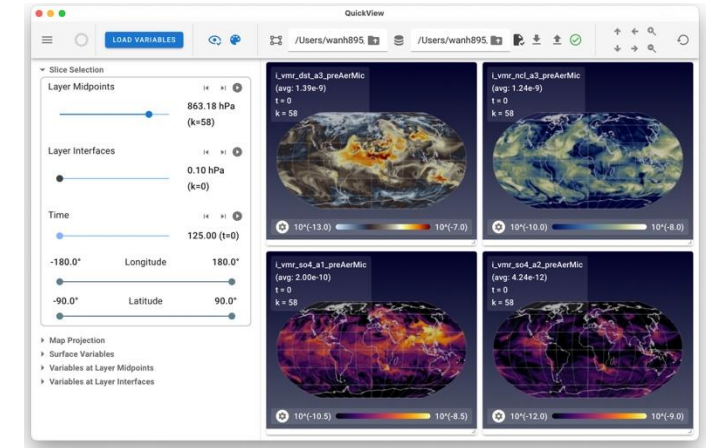 QuickView
LOAD VARIABLES
/Users/wanh895.
/Users/wanh895.
Slice Selection
Layer Midpoints
863.18 hPa
(k=58)
Layer Interfaces
0.10 hPa
(k=0)
Time
125.00 (t=0)
-180.0° Longitude 180.0°
-90.0° Latitude 90.0°
Map Projection
Surface Variables
Variables at Layer Midpoints
Variables at Layer Interfaces
i_vmr_dst_a3_preAerMic
(avg: 1.39e-9)
t = 0
k = 58
10^(-13.0) 10^(-7.0)
i_vmr_ncl_a3_preAerMic
(avg: 1.24e-9)
t = 0
k = 58
10^(-10.0) 10^(-8.0)
i_vmr_so4_a1_preAerMic
(avg: 2.00e-10)
t = 0
k = 58
10^(-10.5) 10^(-8.5)
i_vmr_so4_a2_preAerMic
(avg: 4.24e-12)
t = 0
k = 58
10^(-12.0) 10^(-9.0)